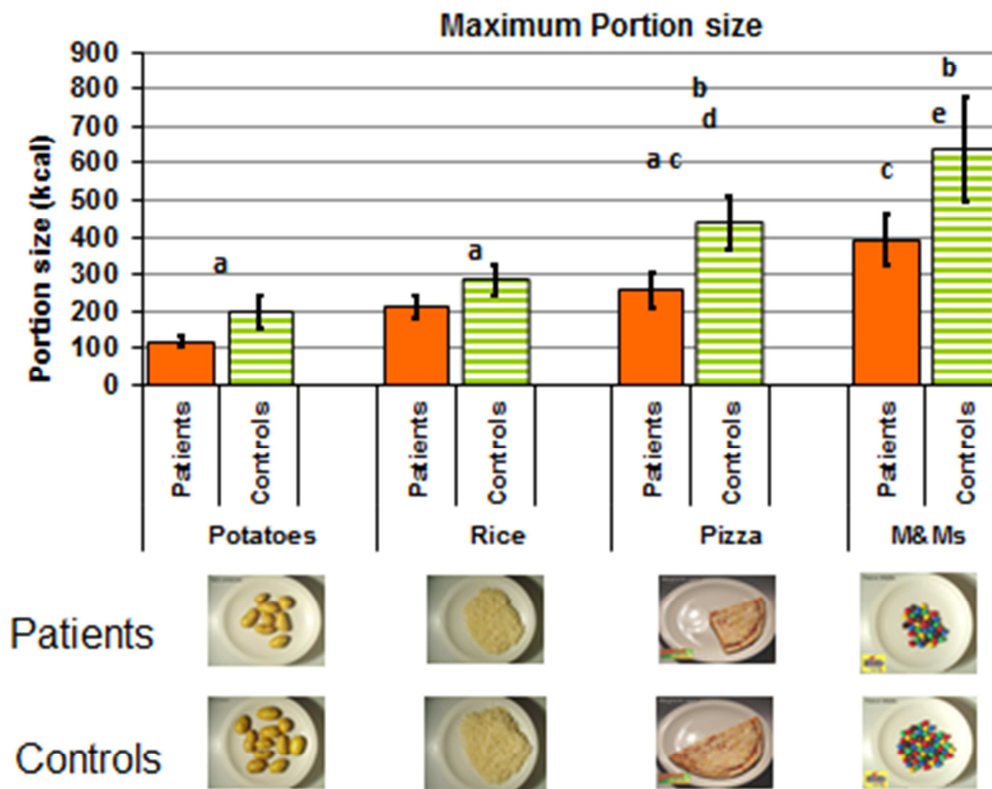 Maximum Portion size
Portion size (kcal)
900
800
700
600
500
400
300
200
100
0
a
a
a c
b
d
c
b
e
Patients
Controls
Patients
Controls
Patients
Controls
Patients
Controls
Potatoes
Rice
Pizza
M&Ms
Patients
Controls